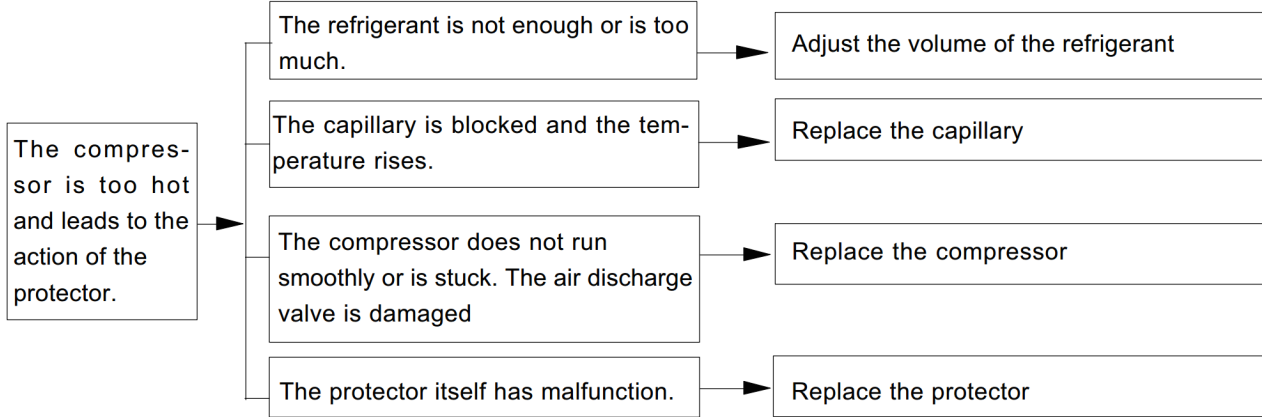 The compres-
sor is too hot
and leads to the
action of the
protector.
The refrigerant is not enough or is too
much.
Adjust the volume of the refrigerant
The capillary is blocked and the tem-
perature rises.
Replace the capillary
The compressor does not run
smoothly or is stuck. The air discharge
valve is damaged
Replace the compressor
The protector itself has malfunction.
Replace the protector